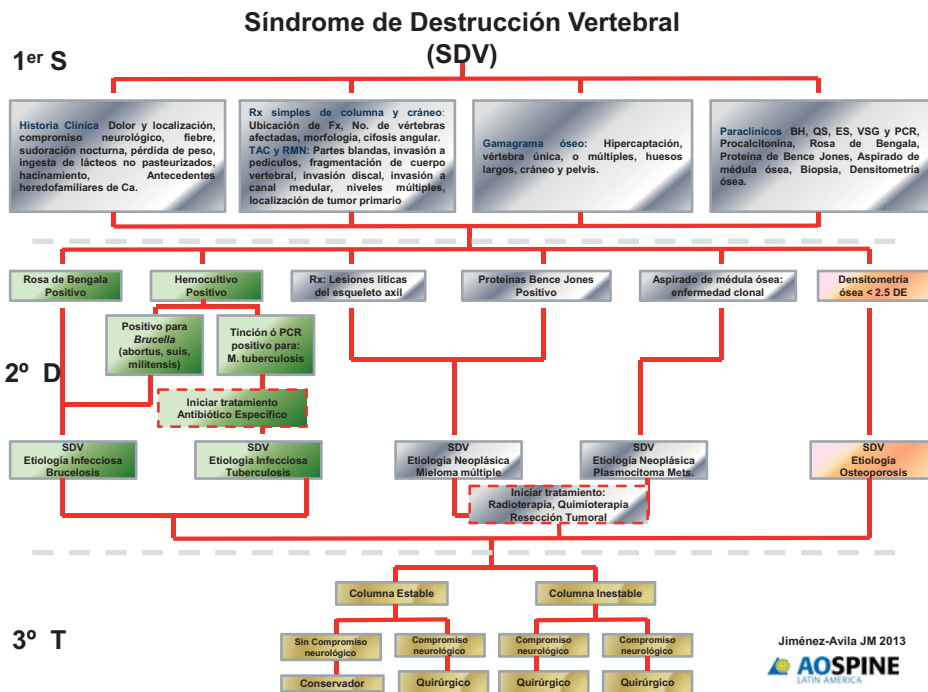 Síndrome de Destrucción Vertebral
(SDV)
1er S
Historia Clínica Dolor y localización,
compromiso neurológico, fiebre,
sudoración nocturna, pérdida de peso,
ingesta de lácteos no pasteurizados,
hacinamiento, Antecedentes
heredofamiliares de Ca.
Rx simples de columna y cráneo:
Ubicación de Fx, No. de vértebras
afectadas, morfología, cifosis angular.
TAC y RMN: Partes blandas, invasión a
pedículos, fragmentación de cuerpo
vertebral, invasión discal, invasión a
canal medular, niveles múltiples,
localización de tumor primario
Gamagrama óseo: Hipercaptación,
vértebra única, o múltiples, huesos
largos, cráneo y pelvis.
Paraclínicos BH, QS, ES, VSG y PCR,
Procalcitonina, Rosa de Bengala,
Proteína de Bence Jones, Aspirado de
médula ósea, Biopsia, Densitometría
ósea.
2º D
Rosa de Bengala
Positivo
Hemocultivo
Positivo
Rx: Lesiones líticas
del esqueleto axil
Proteínas Bence Jones
Positivo
Aspirado de médula ósea:
enfermedad clonal
Densitometría
ósea < 2.5 DE
Positivo para
Brucella
(abortus, suis,
militensis)
Tinción ó PCR
positivo para:
M. tuberculosis
Iniciar tratamiento
Antibiótico Específico
SDV
Etiología Infecciosa
Brucelosis
SDV
Etiología Infecciosa
Tuberculosis
SDV
Etiología Neoplásica
Mieloma múltiple
SDV
Etiología Neoplásica
Plasmocitoma Mets.
SDV
Etiología
Osteoporosis
Iniciar tratamiento:
Radioterapia, Quimioterapia
Resección Tumoral
3º T
Columna Estable
Columna Inestable
Sin Compromiso
neurológico
Compromiso
neurológico
Compromiso
neurológico
Compromiso
neurológico
Conservador
Quirúrgico
Quirúrgico
Quirúrgico
Jiménez-Avila JM 2013
AOSPINE
LATIN AMERICA